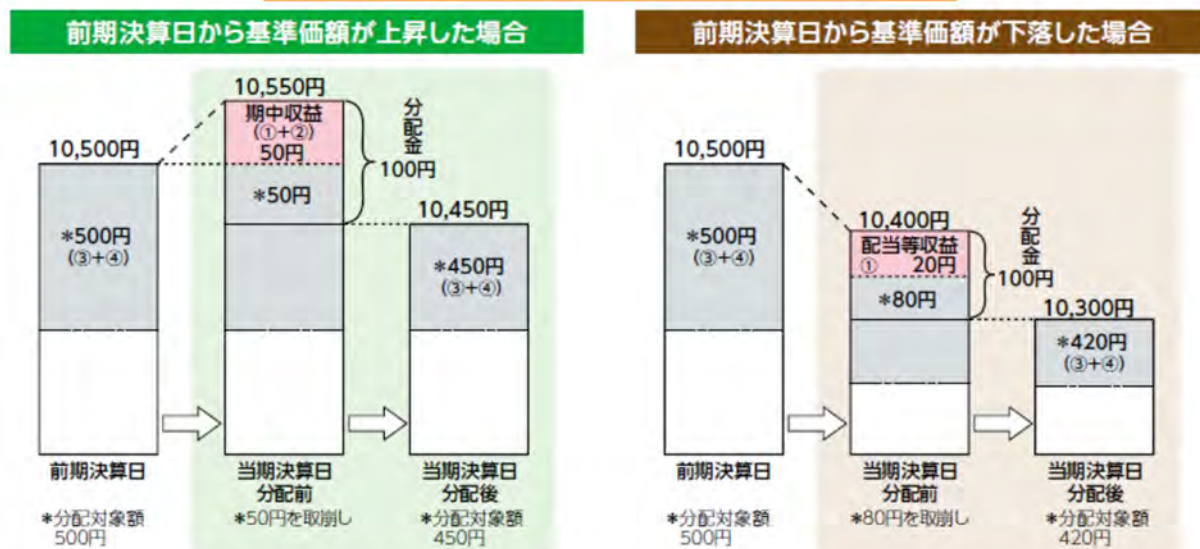 前期決算日から基準価額が上昇した場合
10,550円
期中収益
(①+②)
50円
分配金
100円
10,500円
*50円
10,450円
*500円
(③+④)
*450円
(③+④)
前期決算日
当期決算日
分配前
当期決算日
分配後
*分配対象額
500円
*50円を取崩し
*分配対象額
450円
前期決算日から基準価額が下落した場合
10,500円
10,400円
配当等収益
① 20円
分配金
100円
*500円
(③+④)
*80円
10,300円
*420円
(③+④)
前期決算日
当期決算日
分配前
当期決算日
分配後
*分配対象額
500円
*80円を取崩し
*分配対象額
420円